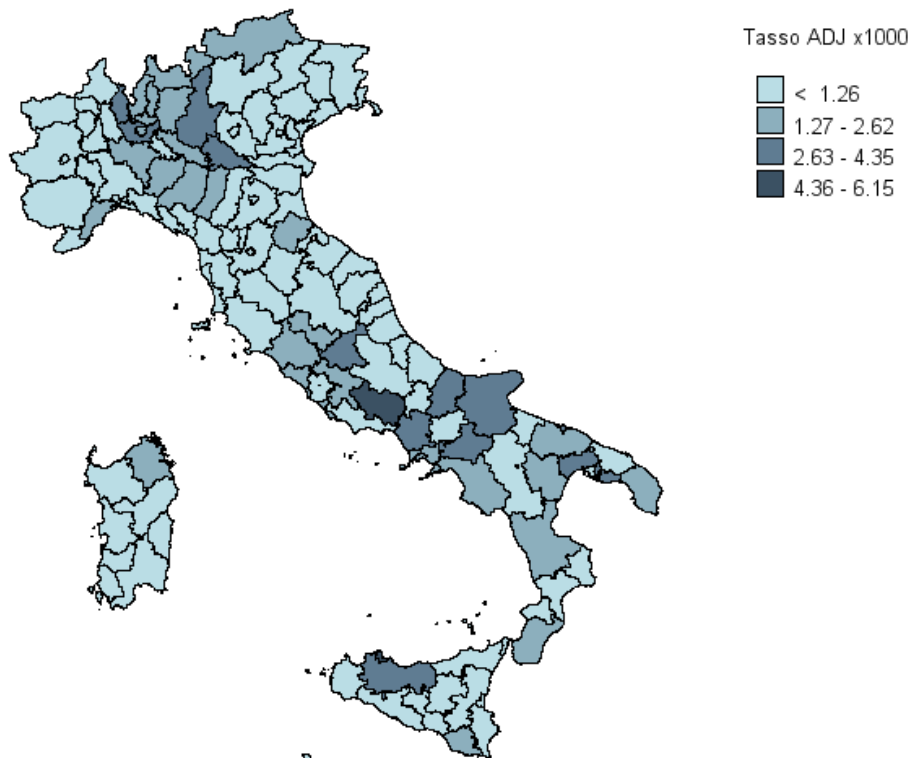 Tasso ADJ x1000
< 1.26
1.27 - 2.62
2.63 - 4.35
4.36 - 6.15